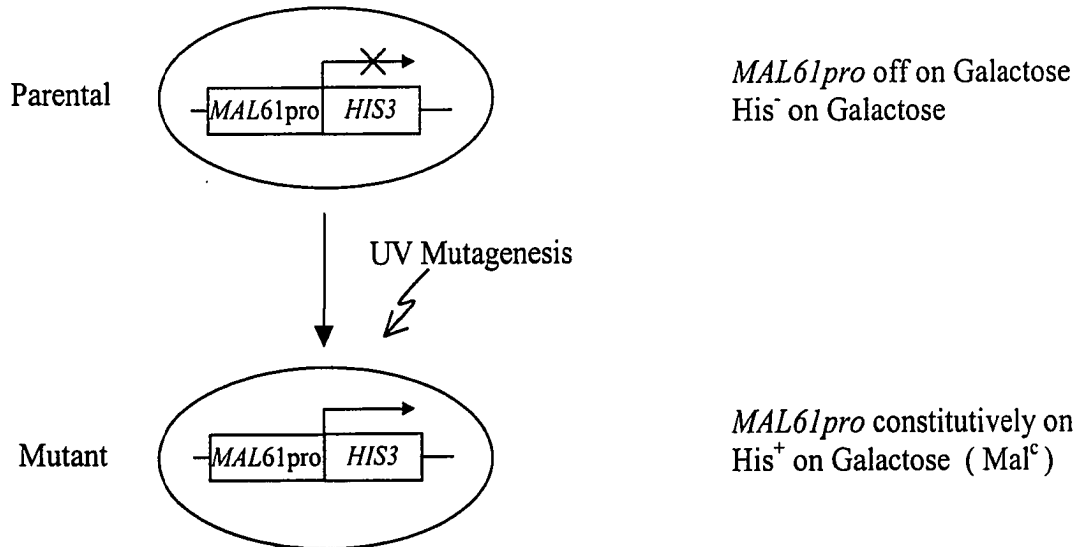 Parental
MAL61pro HIS3
MAL61pro off on Galactose
His- on Galactose
UV Mutagenesis
Mutant
MAL61pro HIS3
MAL61pro constitutively on
His+ on Galactose ( Malc )